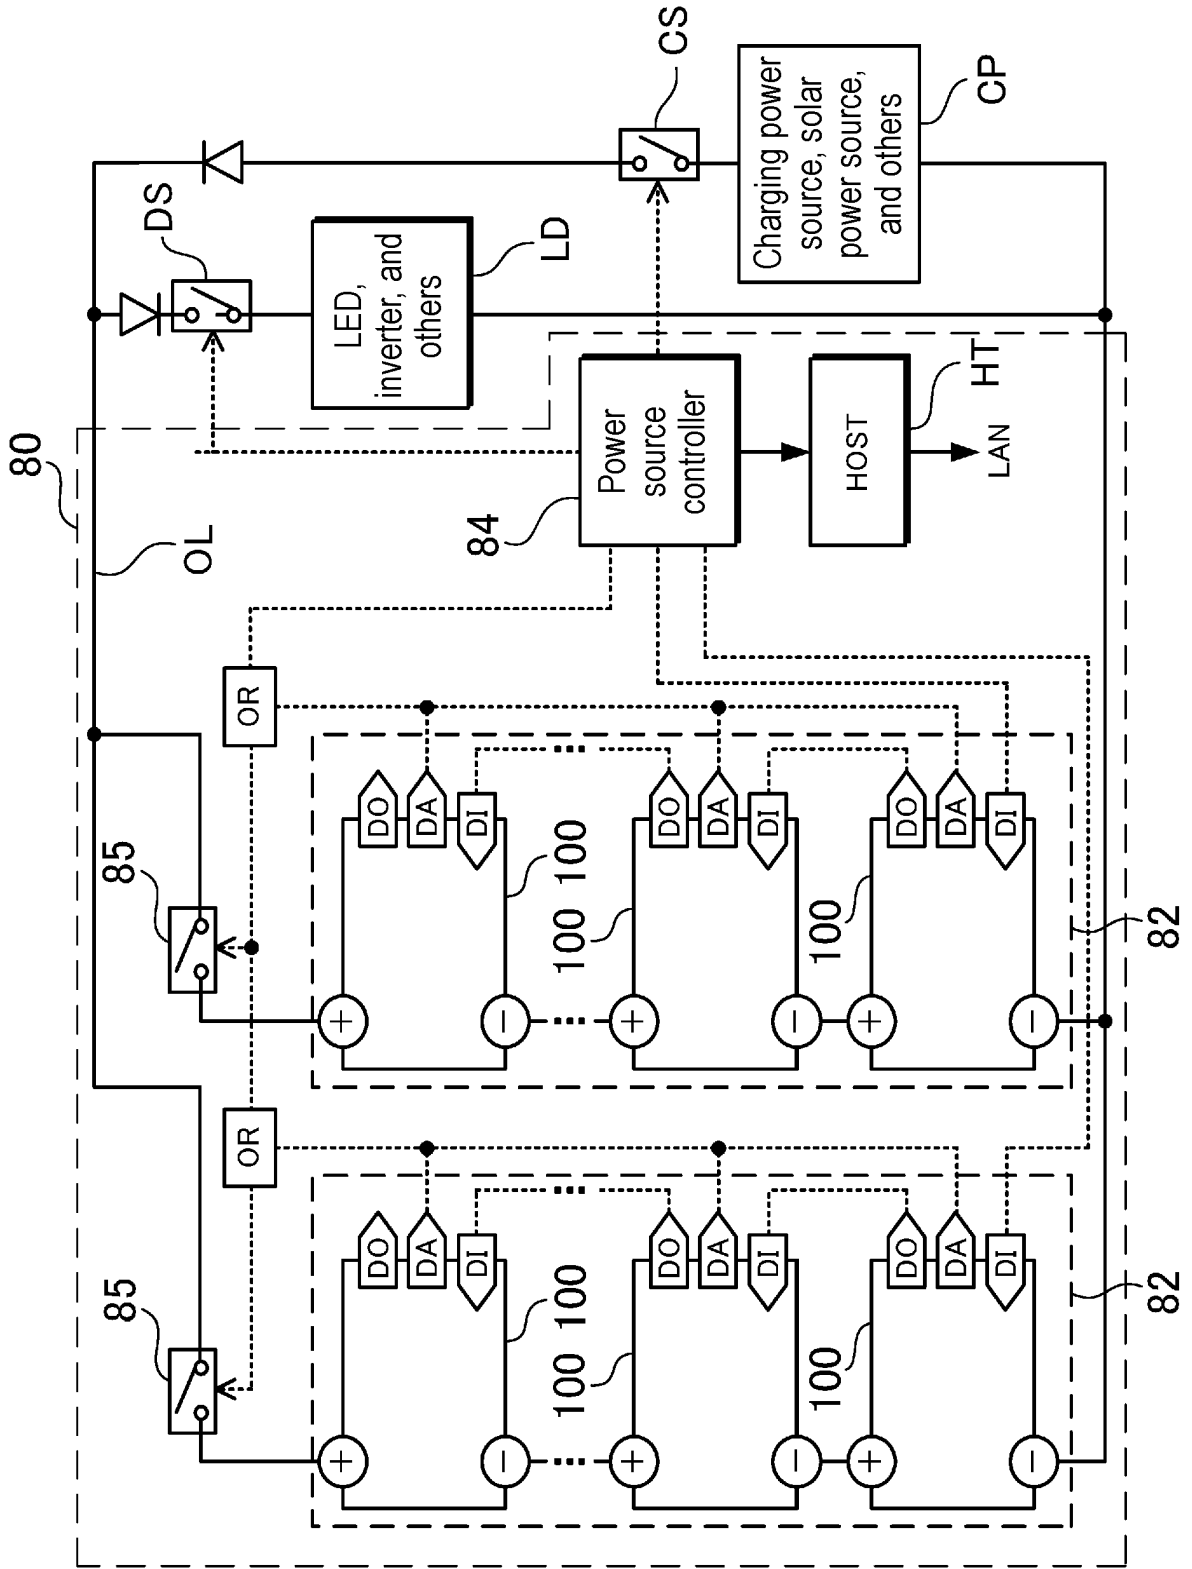 80
OL
85
85
OR
OR
DO
DA
DI
DO
DA
DI
DO
DA
DI
DO
DA
DI
DO
DA
DI
DO
DA
DI
+
−
+
−
+
−
+
−
+
−
+
−
100
100
100
100
100
100
82
82
84
Power
source
controller
HOST
HT
LAN
DS
LED,
inverter, and
others
LD
CS
Charging power
source, solar
power source,
and others
CP